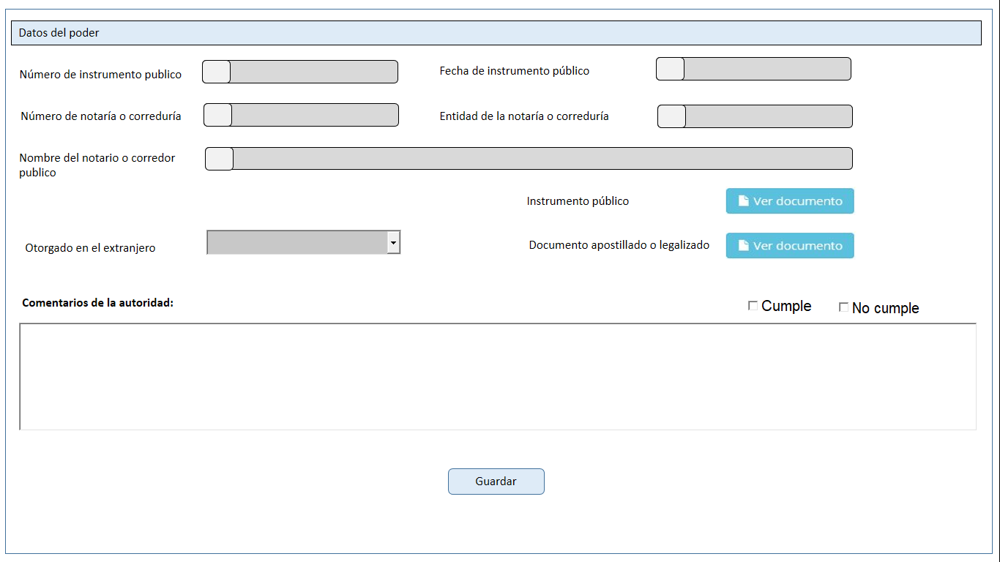 Datos del poder
Número de instrumento publico
Fecha de instrumento público
Número de notaría o correduría
Entidad de la notaría o correduría
Nombre del notario o corredor
publico
Instrumento público
Ver documento
Otorgado en el extranjero
Documento apostillado o legalizado
Ver documento
Comentarios de la autoridad:
Cumple
No cumple
Guardar